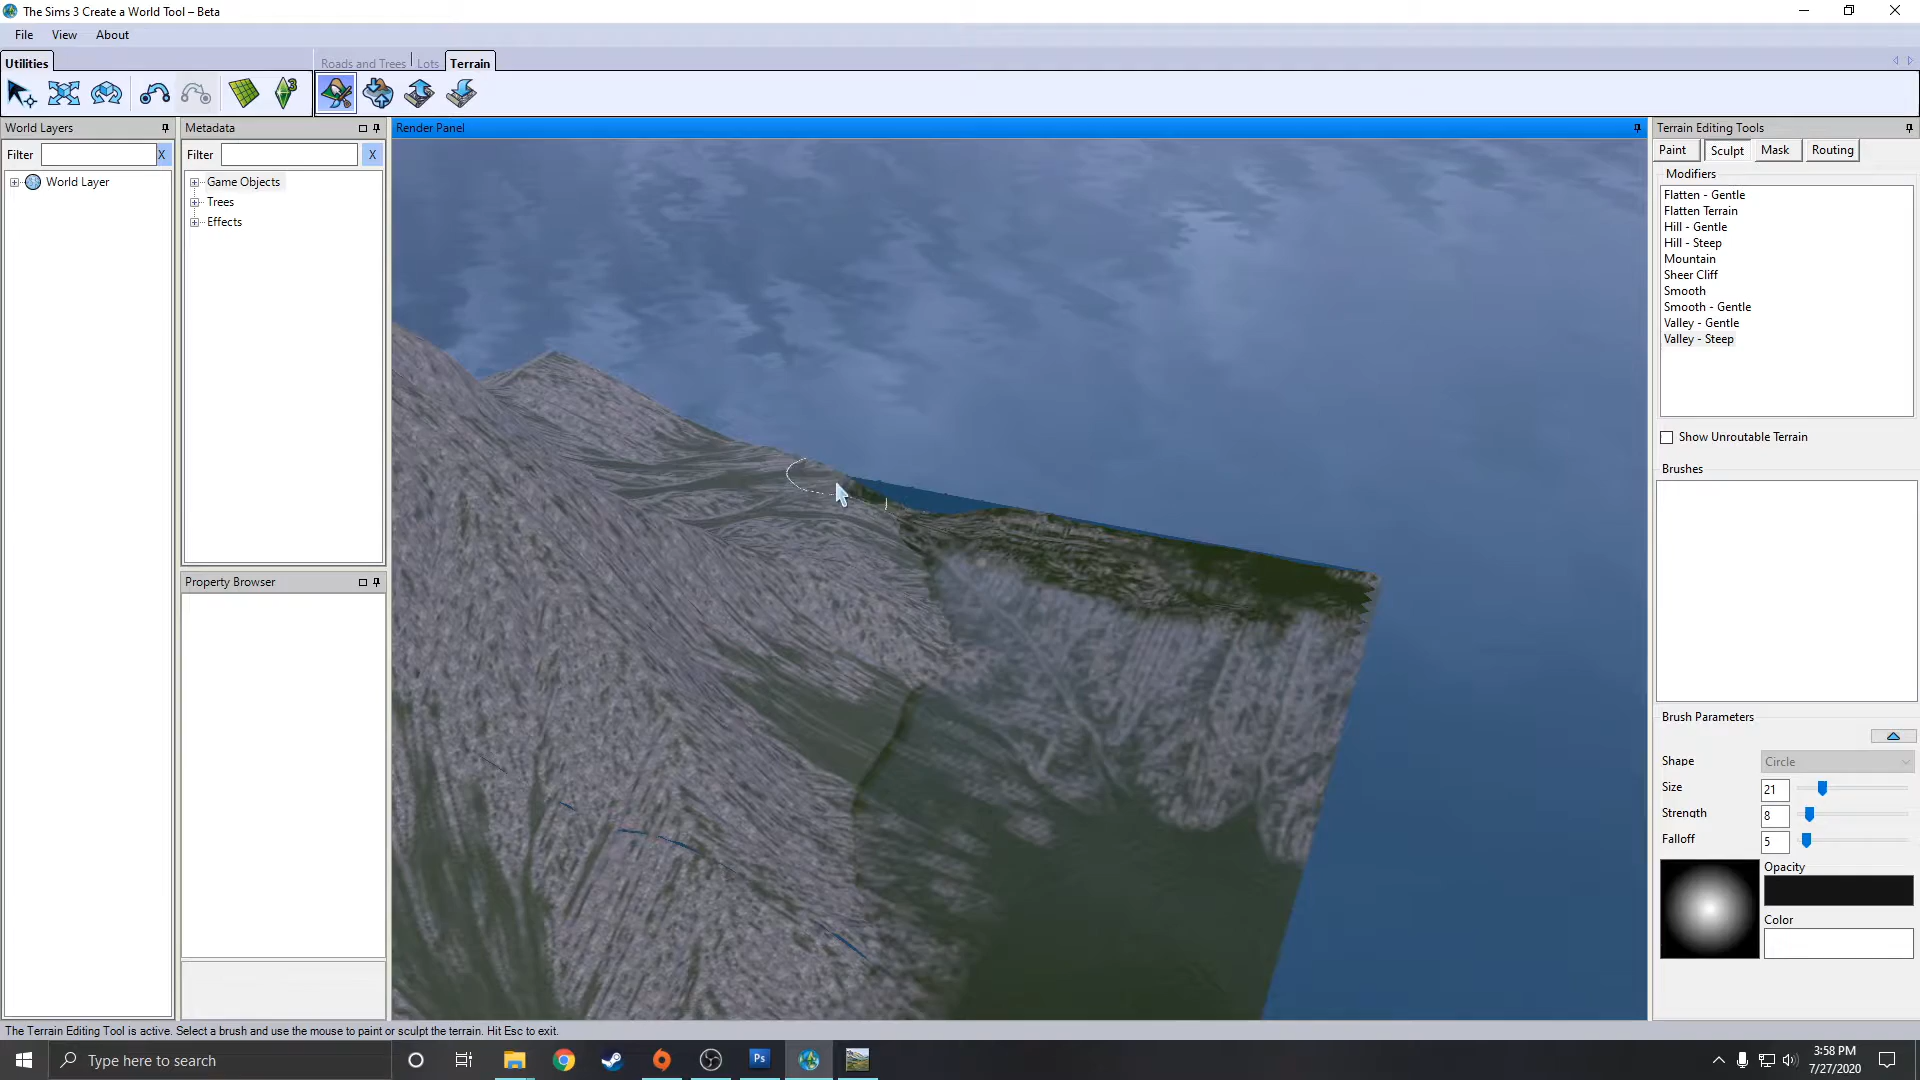 The Sims 3 Create a World Tool – Beta
File View About
Utilities Roads and Trees Lots Terrain
World Layers Metadata Render Panel Terrain Editing Tools
Filter X Filter X Paint Sculpt Mask Routing
World Layer
Game Objects
Trees
Effects
Property Browser
Modifiers
Flatten - Gentle
Flatten Terrain
Hill - Gentle
Hill - Steep
Mountain
Sheer Cliff
Smooth
Smooth - Gentle
Valley - Gentle
Valley - Steep
Show Unroutable Terrain
Brushes
Brush Parameters
Shape Circle
Size 21
Strength 8
Falloff 5
Opacity
Color
The Terrain Editing Tool is active. Select a brush and use the mouse to paint or sculpt the terrain. Hit Esc to exit.
Type here to search Ps 3:58 PM
7/27/2020